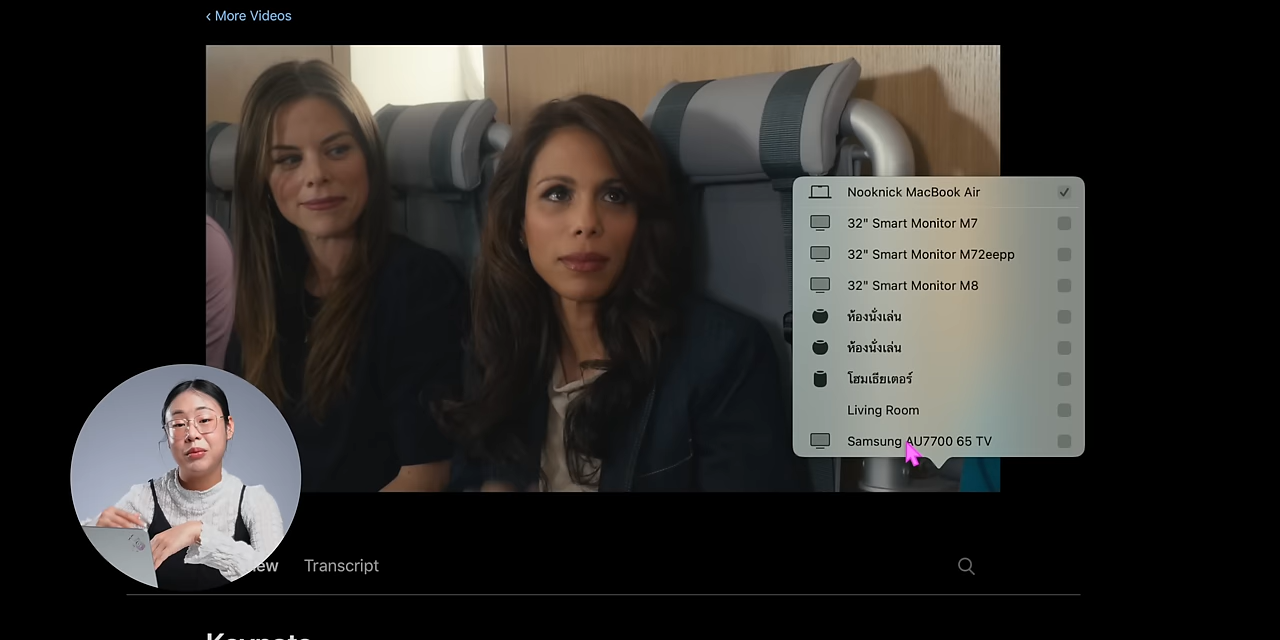 ‹ More Videos
Nooknick MacBook Air
32" Smart Monitor M7
32" Smart Monitor M72eepp
32" Smart Monitor M8
ห้องนั่งเล่น
ห้องนั่งเล่น
โฮมเธียเตอร์
Living Room
Samsung AU7700 65 TV
Transcript
Keynote